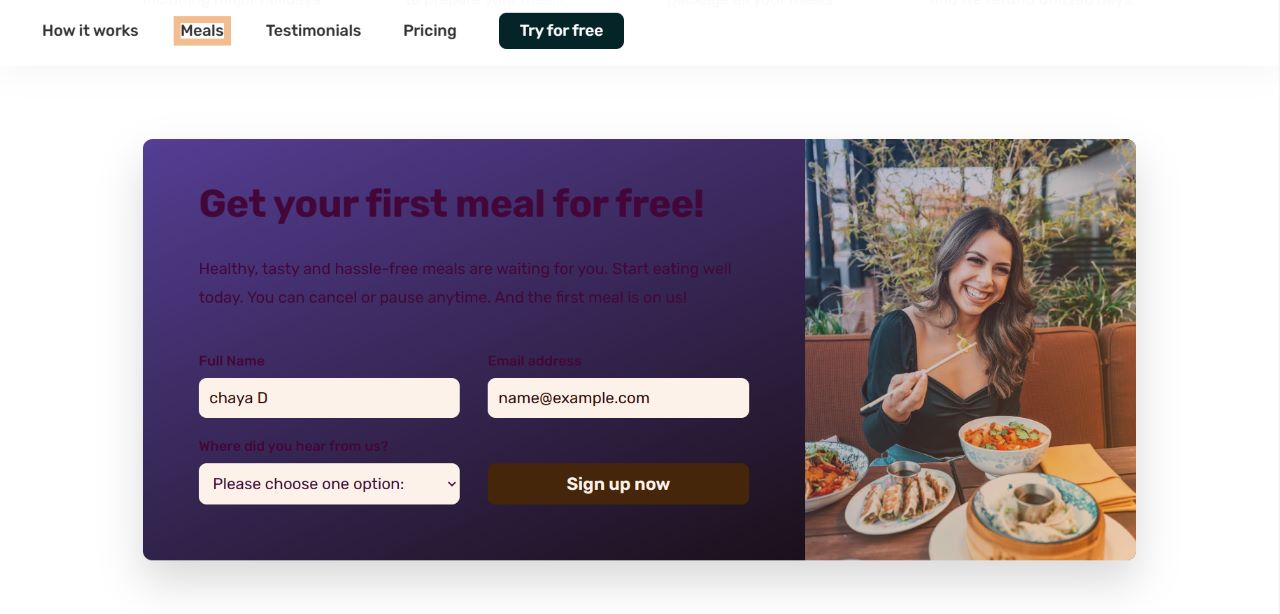 How it works Meals Testimonials Pricing Try for free
Get your first meal for free!
Healthy, tasty and hassle-free meals are waiting for you. Start eating well
today. You can cancel or pause anytime. And the first meal is on us!
Full Name Email address
chaya D name@example.com
Where did you hear from us?
Please choose one option: Sign up now